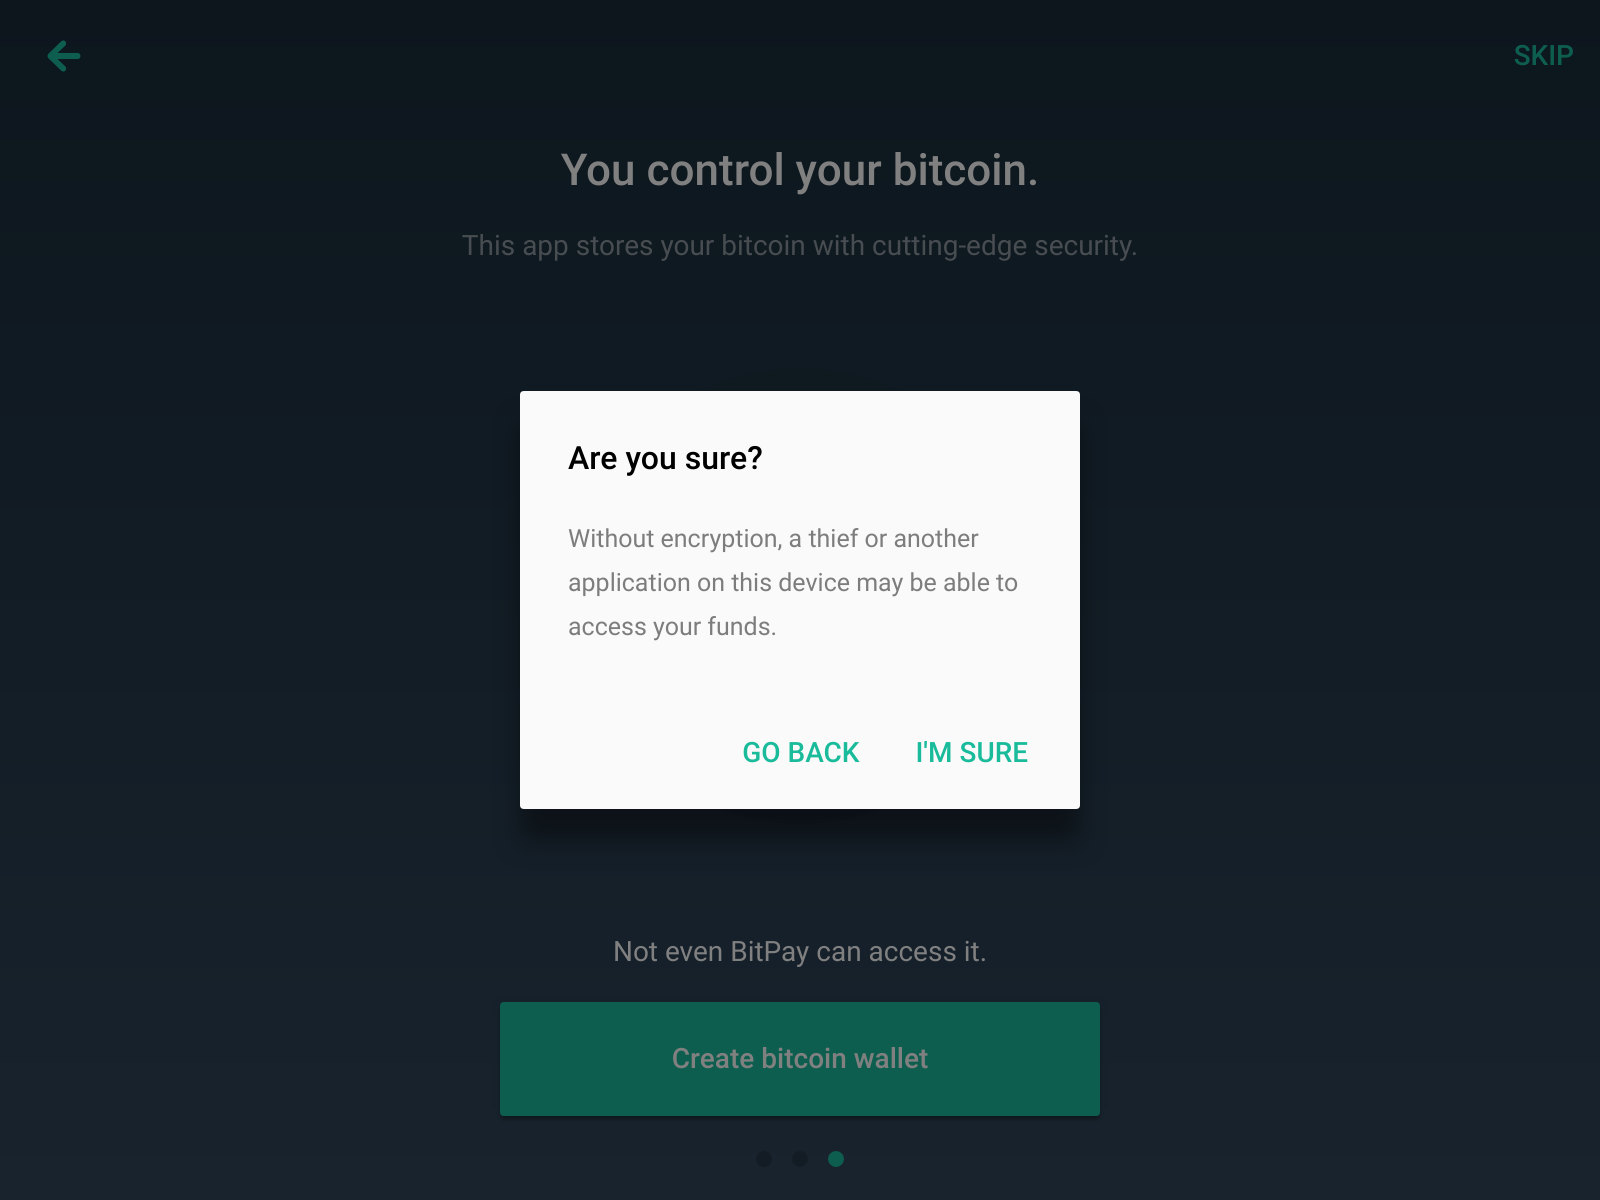 SKIP
You control your bitcoin.
This app stores your bitcoin with cutting-edge security.
Are you sure?
Without encryption, a thief or another
application on this device may be able to
access your funds.
GO BACK
I'M SURE
Not even BitPay can access it.
Create bitcoin wallet